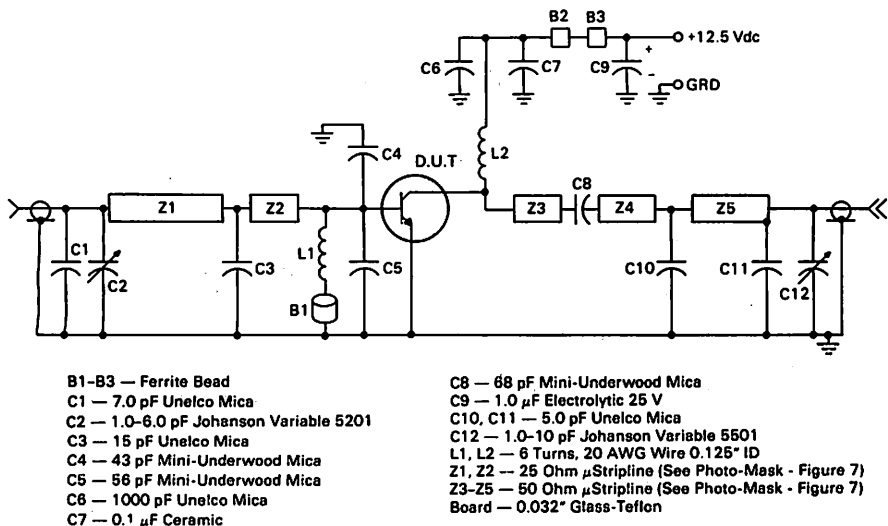 B2 B3
+12.5 Vdc
C6 C7 C9 + −
GRD
C4
L2
D.U.T
C8
Z1 Z2 Z3 Z4 Z5
C1 C2 C3 L1 C5 C10 C11 C12
B1
B1-B3 — Ferrite Bead
C1 — 7.0 pF Unelco Mica
C2 — 1.0-6.0 pF Johanson Variable 5201
C3 — 15 pF Unelco Mica
C4 — 43 pF Mini-Underwood Mica
C5 — 56 pF Mini-Underwood Mica
C6 — 1000 pF Unelco Mica
C7 — 0.1 μF Ceramic
C8 — 68 pF Mini-Underwood Mica
C9 — 1.0 μF Electrolytic 25 V
C10, C11 — 5.0 pF Unelco Mica
C12 — 1.0-10 pF Johanson Variable 5501
L1, L2 — 6 Turns, 20 AWG Wire 0.125" ID
Z1, Z2 — 25 Ohm μStripline (See Photo-Mask - Figure 7)
Z3-Z5 — 50 Ohm μStripline (See Photo-Mask - Figure 7)
Board — 0.032" Glass-Teflon